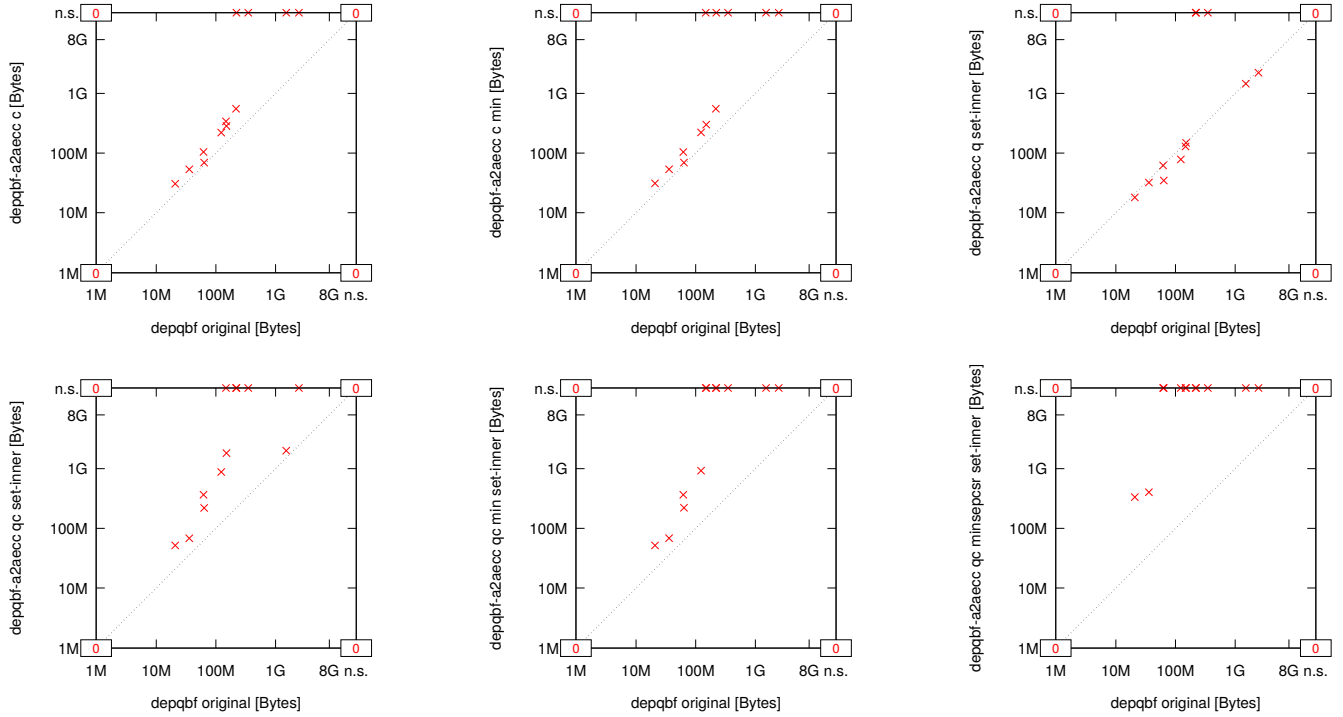 n.s. 0 0
8G
1G
100M
10M
1M 0 0
1M 10M 100M 1G 8G n.s.
depqbf original [Bytes]
depqbf-a2aecc c [Bytes]
n.s. 0 0
8G
1G
100M
10M
1M 0 0
1M 10M 100M 1G 8G n.s.
depqbf original [Bytes]
depqbf-a2aecc c min [Bytes]
n.s. 0 0
8G
1G
100M
10M
1M 0 0
1M 10M 100M 1G 8G n.s.
depqbf original [Bytes]
depqbf-a2aecc q set-inner [Bytes]
n.s. 0 0
8G
1G
100M
10M
1M 0 0
1M 10M 100M 1G 8G n.s.
depqbf original [Bytes]
depqbf-a2aecc qc set-inner [Bytes]
n.s. 0 0
8G
1G
100M
10M
1M 0 0
1M 10M 100M 1G 8G n.s.
depqbf original [Bytes]
depqbf-a2aecc qc min set-inner [Bytes]
n.s. 0 0
8G
1G
100M
10M
1M 0 0
1M 10M 100M 1G 8G n.s.
depqbf original [Bytes]
depqbf-a2aecc qc minsepcsr set-inner [Bytes]